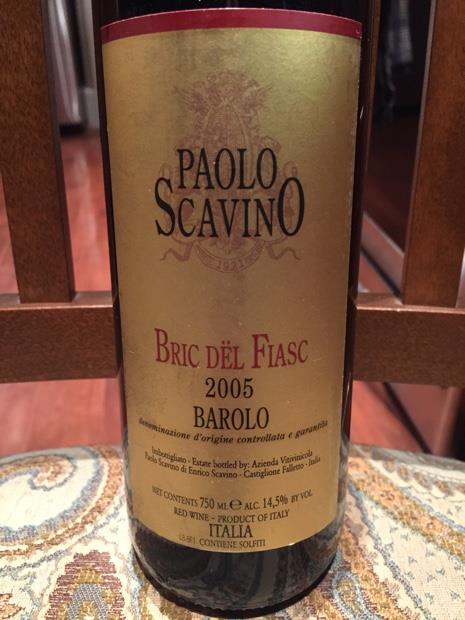 PAOLO
SCAVINO
1921
BRIC DËL FIASC
2005
BAROLO
denominazione d'origine controllata e garantita
Imbottigliato - Estate bottled by: Azienda Vitivinicola
Paolo Scavino di Enrico Scavino - Castiglione Falletto - Italia
NET CONTENTS 750 ML e ALC. 14,5% BY VOL.
RED WINE - PRODUCT OF ITALY
ITALIA
CONTIENE SOLFITI